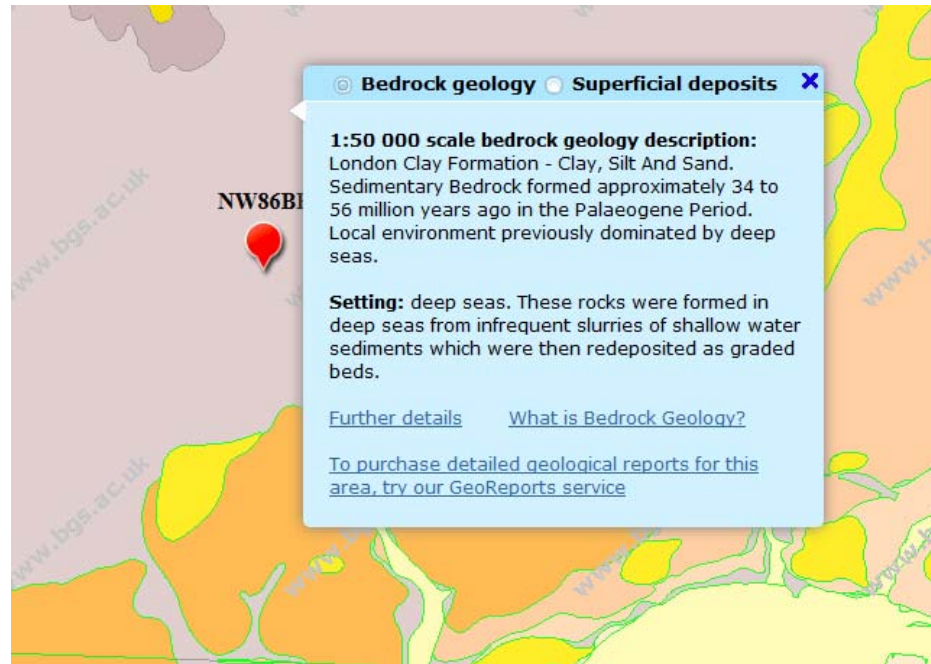 www.bgs.ac.uk
Bedrock geology Superficial deposits
1:50 000 scale bedrock geology description:
London Clay Formation - Clay, Silt And Sand.
Sedimentary Bedrock formed approximately 34 to
56 million years ago in the Palaeogene Period.
Local environment previously dominated by deep
seas.
Setting: deep seas. These rocks were formed in
deep seas from infrequent slurries of shallow water
sediments which were then redeposited as graded
beds.
Further details What is Bedrock Geology?
To purchase detailed geological reports for this
area, try our GeoReports service
NW86B
www.bgs.ac.uk